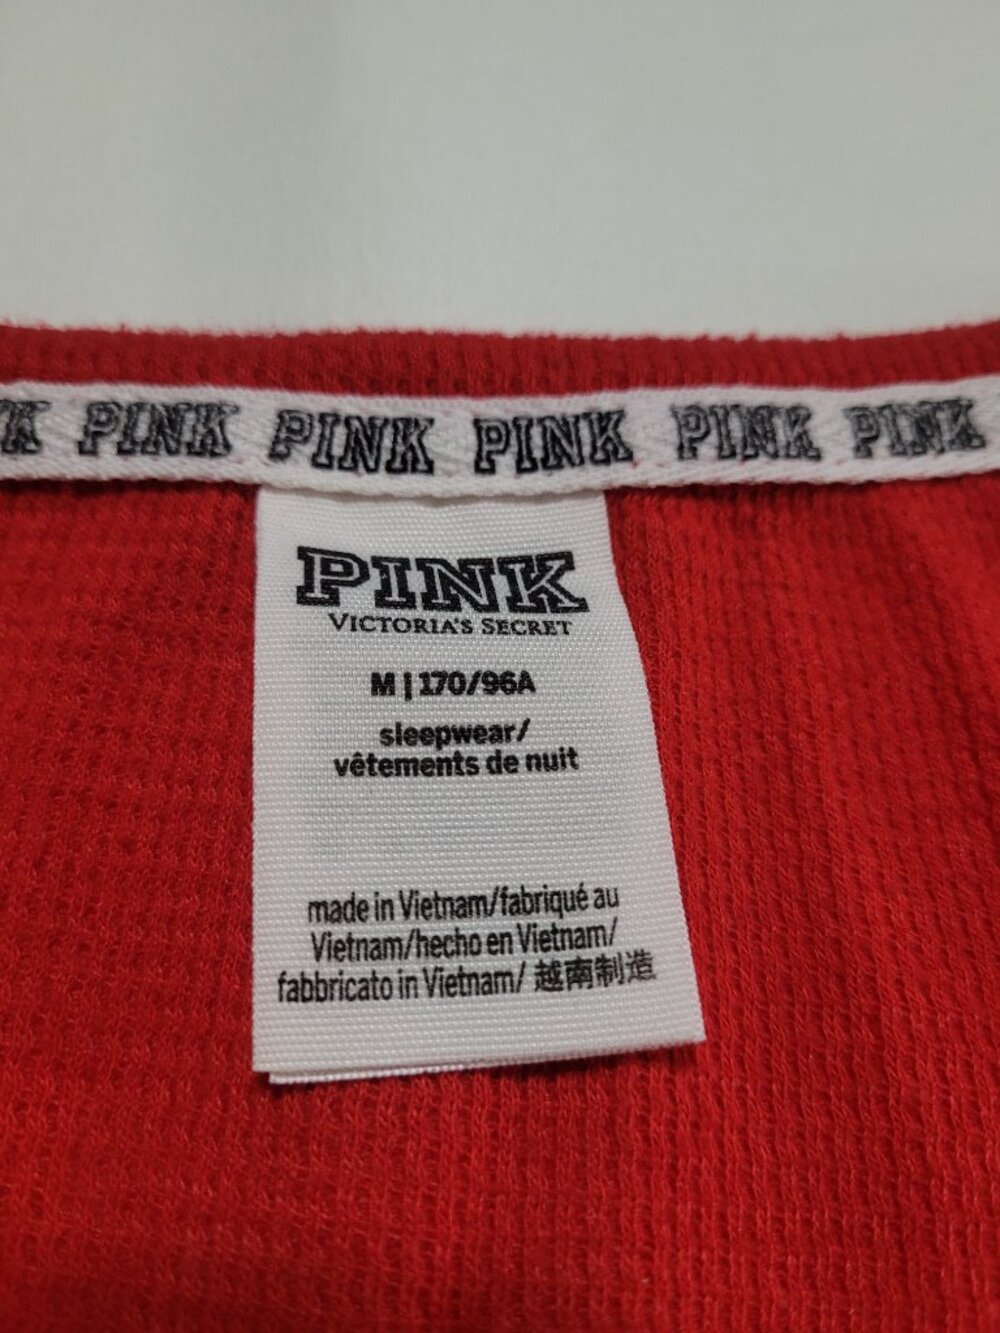 PINK PINK PINK PINK PINK
PINK
VICTORIA'S SECRET
M | 170/96A
sleepwear/
vêtements de nuit
made in Vietnam/fabriqué au
Vietnam/hecho en Vietnam/
fabbricato in Vietnam/ 越南制造